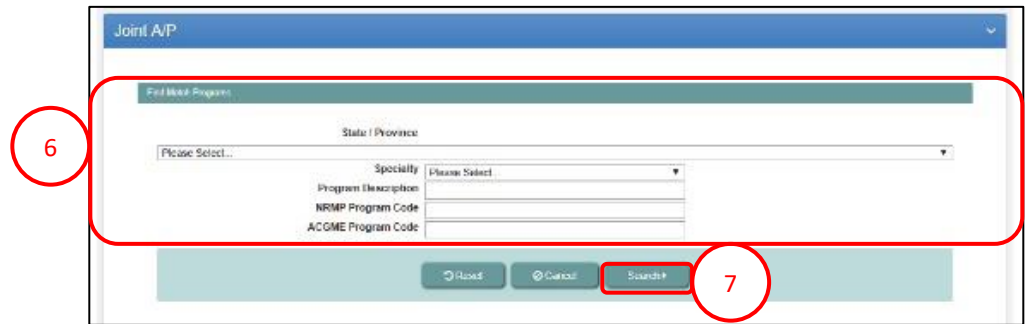 Joint A/P
Find Match Programs
6
State / Province
Please Select...
Specialty Please Select...
Program Description
NRMP Program Code
ACGME Program Code
Reset Cancel Search
7